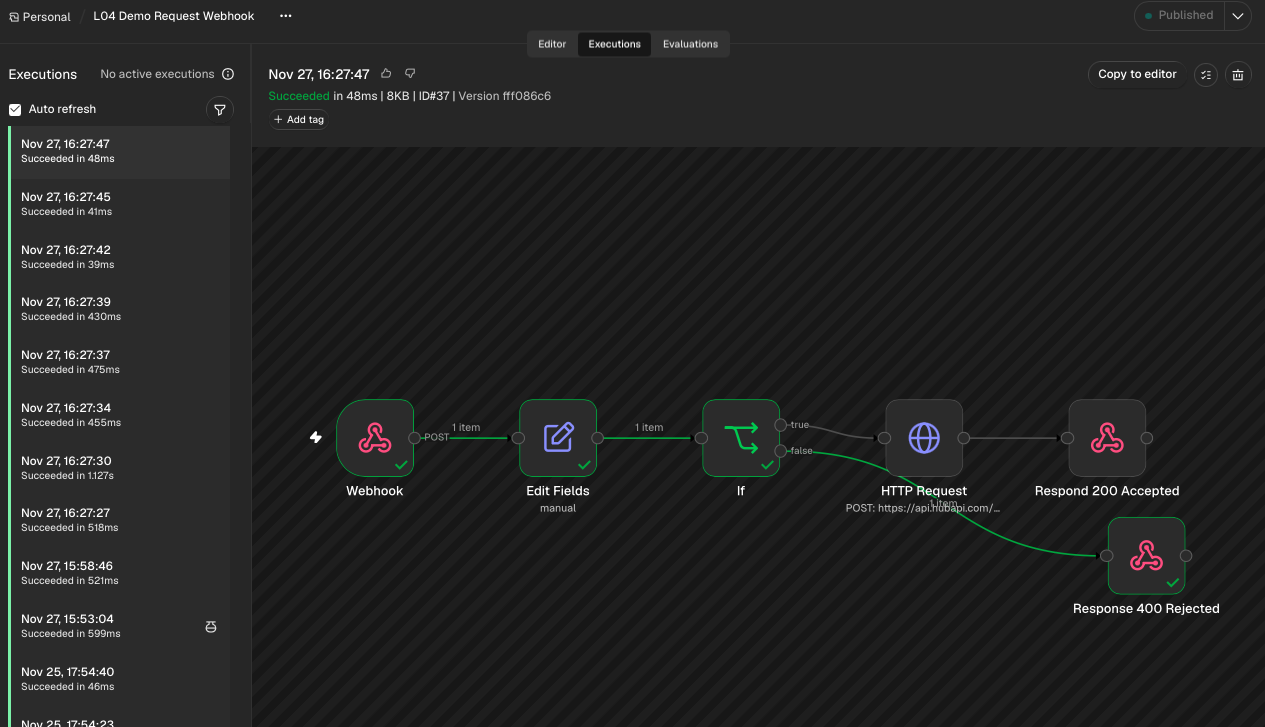 Personal / L04 Demo Request Webhook ...
Published
Editor Executions Evaluations
Executions No active executions
Auto refresh
Nov 27, 16:27:47
Succeeded in 48ms
Nov 27, 16:27:45
Succeeded in 41ms
Nov 27, 16:27:42
Succeeded in 39ms
Nov 27, 16:27:39
Succeeded in 430ms
Nov 27, 16:27:37
Succeeded in 475ms
Nov 27, 16:27:34
Succeeded in 455ms
Nov 27, 16:27:30
Succeeded in 1.127s
Nov 27, 16:27:27
Succeeded in 518ms
Nov 27, 15:58:46
Succeeded in 521ms
Nov 27, 15:53:04
Succeeded in 599ms
Nov 25, 17:54:40
Succeeded in 46ms
Nov 25, 17:54:23
Nov 27, 16:27:47
Succeeded in 48ms | 8KB | ID#37 | Version fff086c6
+ Add tag
Copy to editor
POST
1 item
1 item
true
false
Webhook
Edit Fields
manual
If
HTTP Request
POST: https://api.hubapi.com/...
1 item
Respond 200 Accepted
Response 400 Rejected